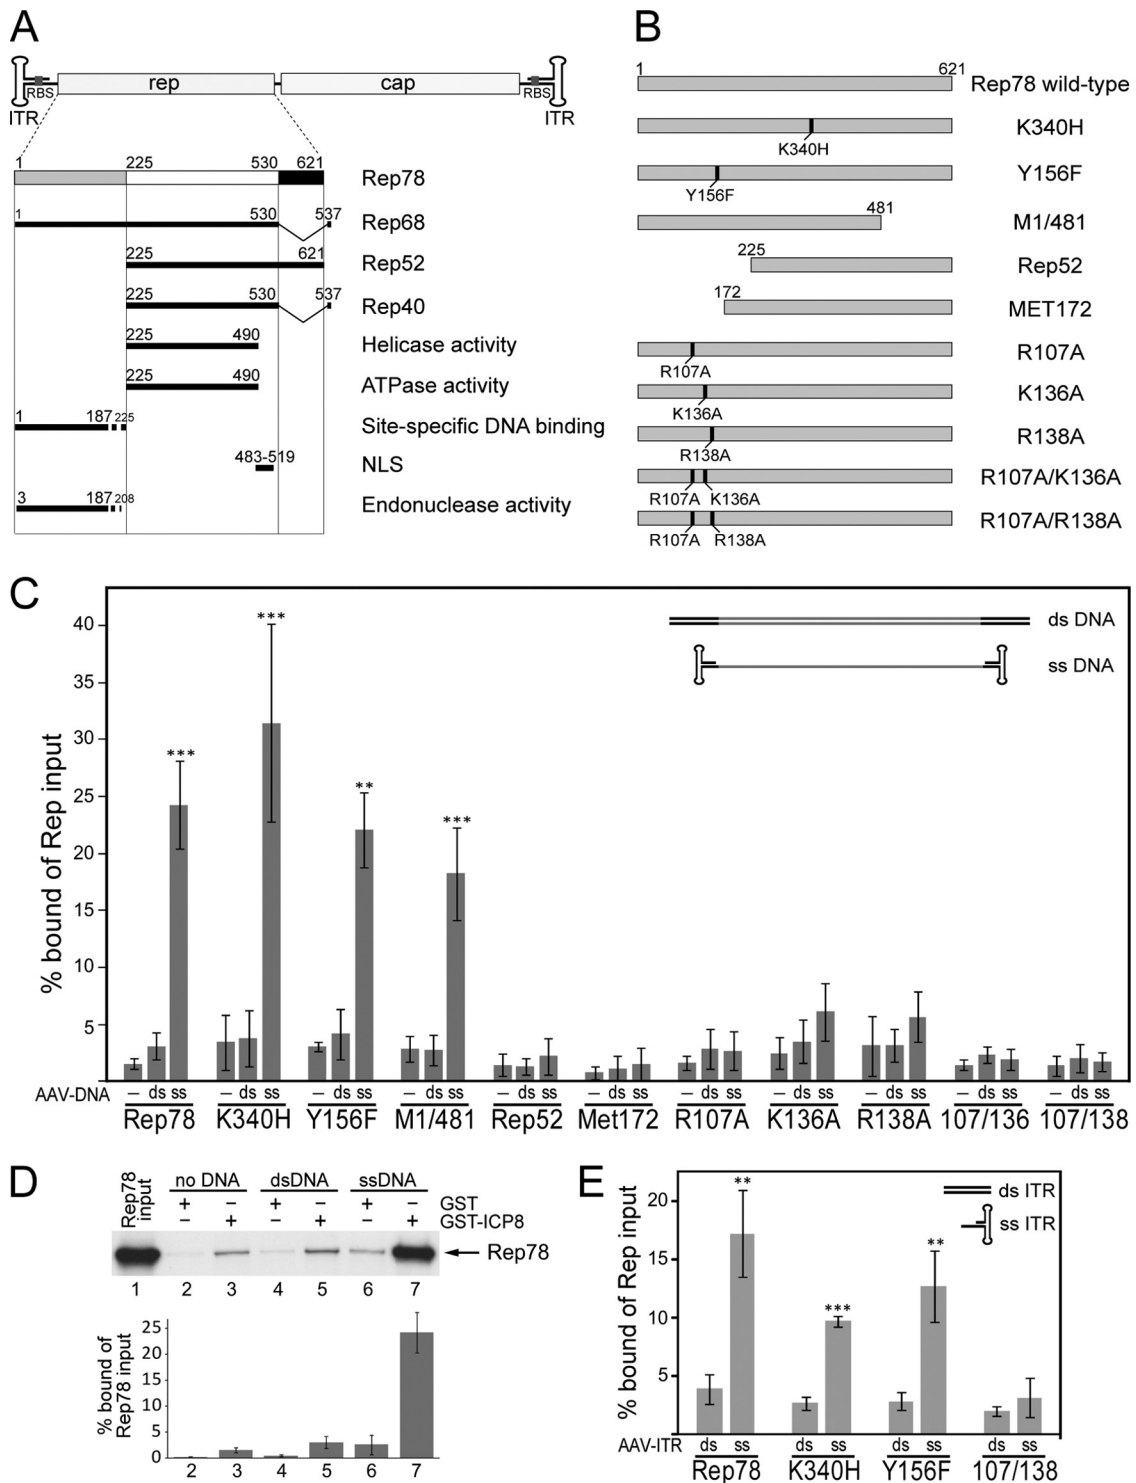 A
rep
cap
RBS
RBS
ITR
ITR
1 225 530 621
Rep78
1 530 537
Rep68
225 621
Rep52
225 530 537
Rep40
225 490
Helicase activity
225 490
ATPase activity
1 187 225
Site-specific DNA binding
483-519
NLS
3 187 208
Endonuclease activity
B
1 621
Rep78 wild-type
K340H
K340H
Y156F
Y156F
481
M1/481
225
Rep52
172
MET172
R107A
R107A
K136A
K136A
R138A
R138A
R107A/K136A
R107A K136A
R107A/R138A
R107A R138A
C
% bound of Rep input
40
35
30
25
20
15
10
5
*** *** ** ***
ds DNA
ss DNA
AAV-DNA
– ds ss – ds ss – ds ss – ds ss – ds ss – ds ss – ds ss – ds ss – ds ss – ds ss – ds ss
Rep78 K340H Y156F M1/481 Rep52 Met172 R107A K136A R138A 107/136 107/138
D
Rep78 input
no DNA dsDNA ssDNA
+ – + – + – GST
– + – + – + GST-ICP8
Rep78
1 2 3 4 5 6 7
% bound of
Rep78 input
25
20
15
10
5
0
2 3 4 5 6 7
E
% bound of Rep input
20
15
10
5
** *** **
ds ITR
ss ITR
AAV-ITR
ds ss ds ss ds ss ds ss
Rep78 K340H Y156F 107/138